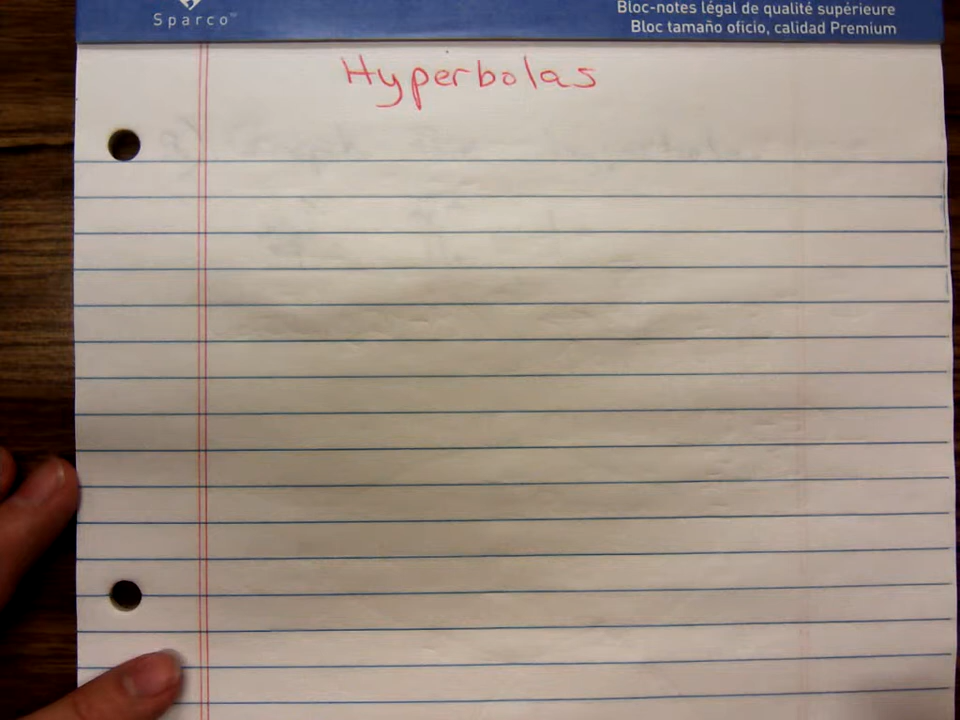 Sparco
Bloc-notes légal de qualité supérieure
Bloc tamaño oficio, calidad Premium
Hyperbolas